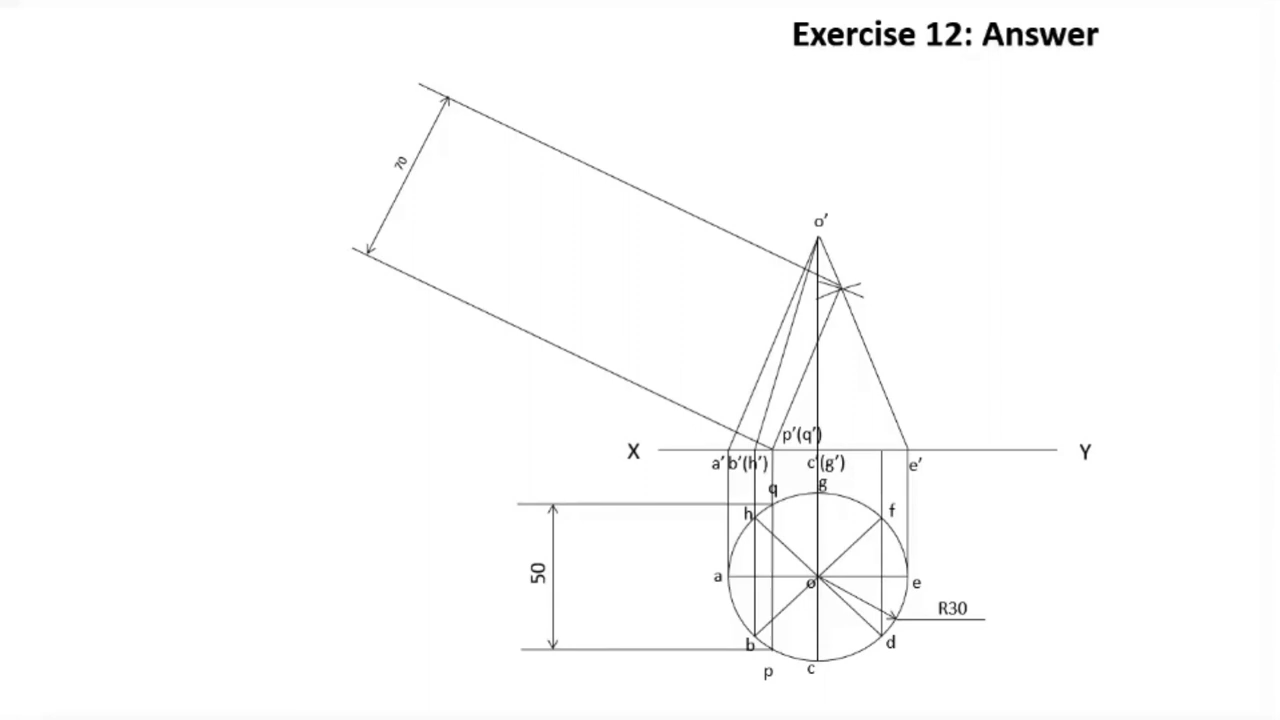 Exercise 12: Answer
70
o′
p′(q′)
X
Y
a′ b′(h′) c′(g′) e′
q
g
h
f
50
a
o
e
R30
b
d
p
c